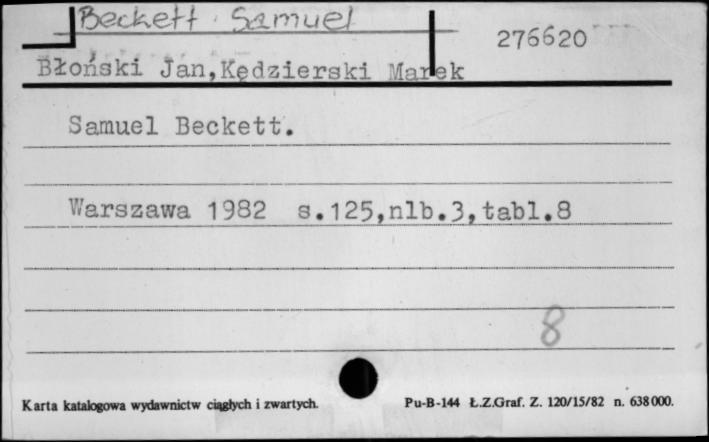 Beckett Samuel
276620
Błoński Jan,Kędzierski Marek
Samuel Beckett.
Warszawa 1982 s.125,nlb.3,tabl.8
8
Karta katalogowa wydawnictw ciągłych i zwartych.
Pu-B-144 Ł.Z.Graf. Z. 120/15/82 n. 638000.